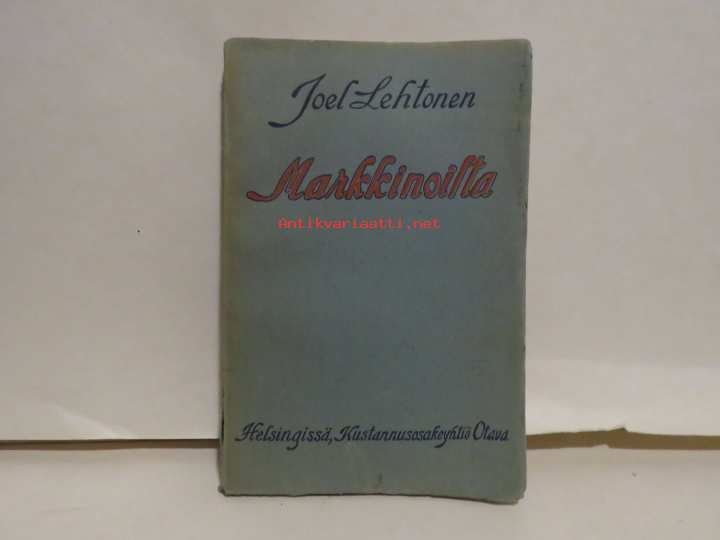 Joel Lehtonen
Markkinoilta
Antikvariaatti.net
Helsingissä, Kustannusosakeyhtiö Otava